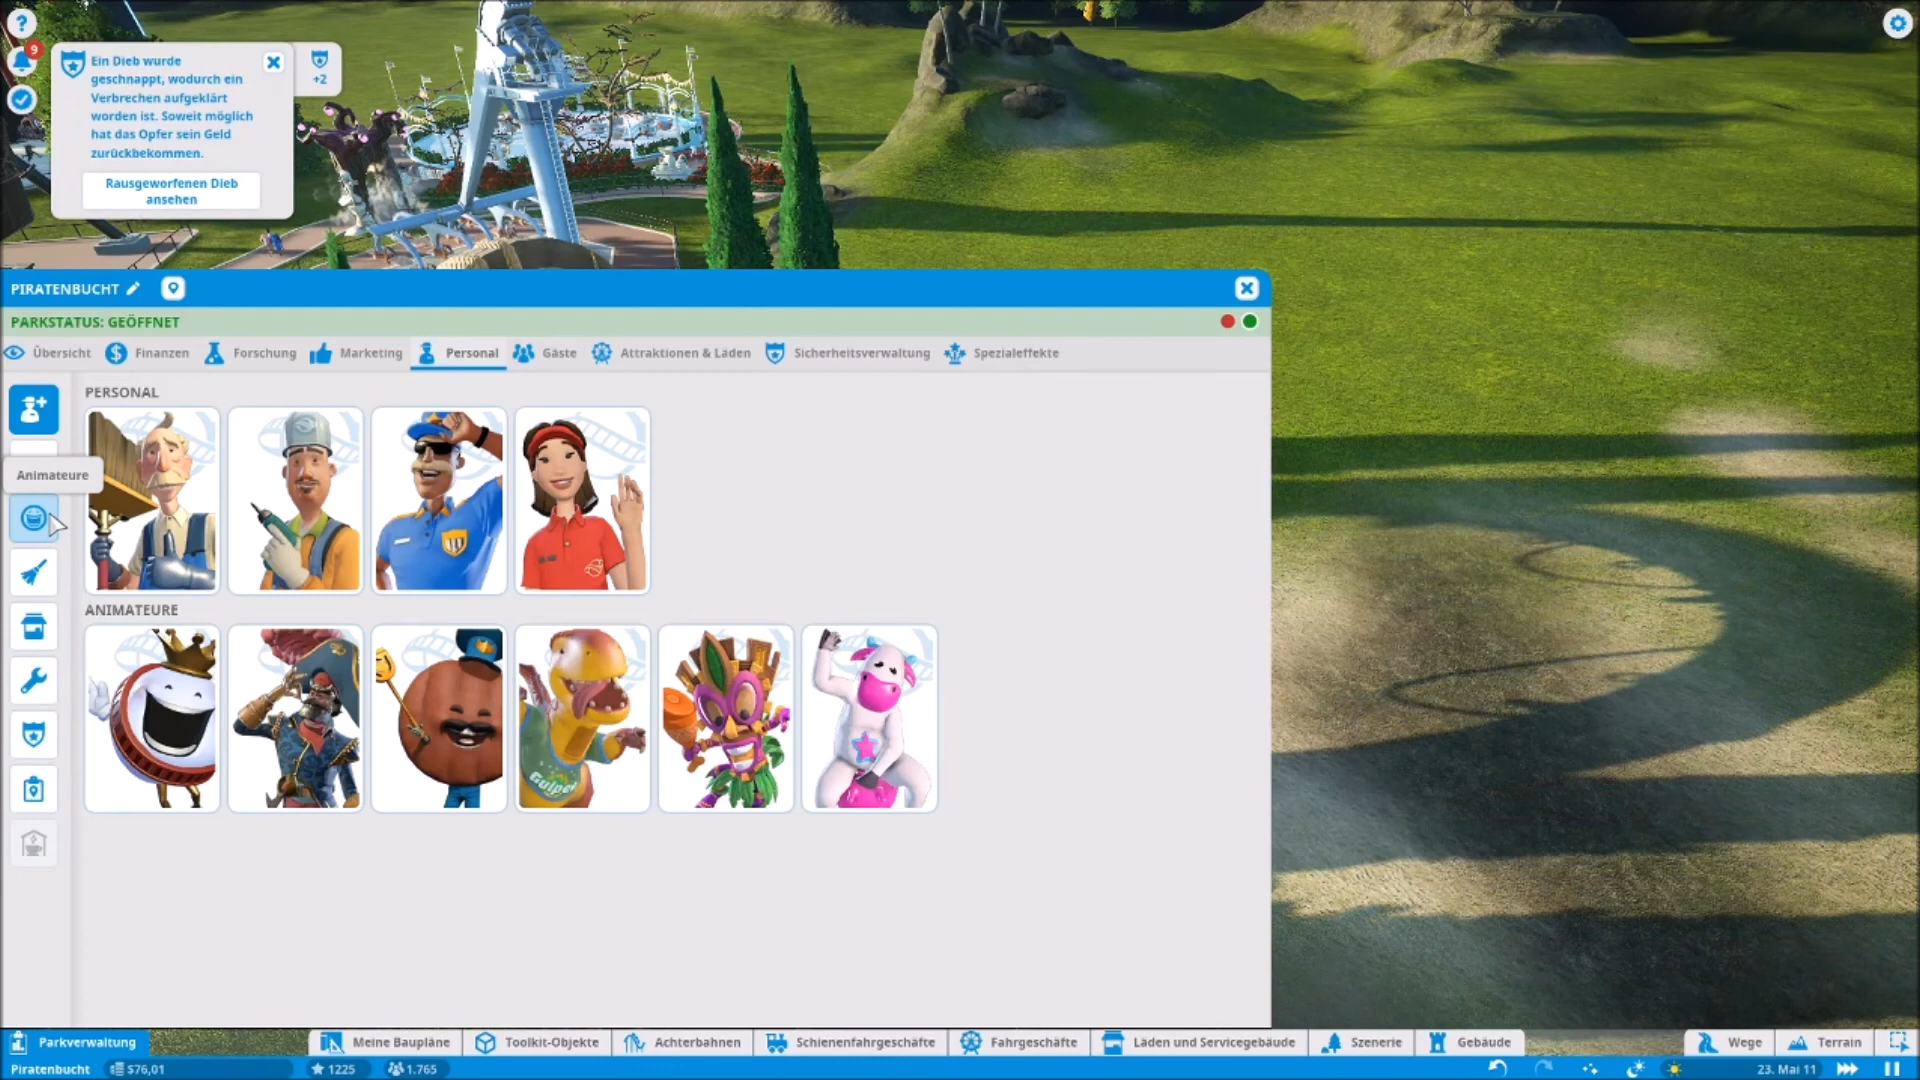 ?
9
Ein Dieb wurde
geschnappt, wodurch ein
Verbrechen aufgeklärt
worden ist. Soweit möglich
hat das Opfer sein Geld
zurückbekommen.
Rausgeworfenen Dieb
ansehen
+2
PIRATENBUCHT
PARKSTATUS: GEÖFFNET
Übersicht
Finanzen
Forschung
Marketing
Personal
Gäste
Attraktionen & Läden
Sicherheitsverwaltung
Spezialeffekte
PERSONAL
Animateure
ANIMATEURE
Gulpee
Parkverwaltung
Meine Baupläne
Toolkit-Objekte
Achterbahnen
Schienenfahrgeschäfte
Fahrgeschäfte
Läden und Servicegebäude
Szenerie
Gebäude
Wege
Terrain
Piratenbucht
$76,01
1225
1.765
23. Mai 11